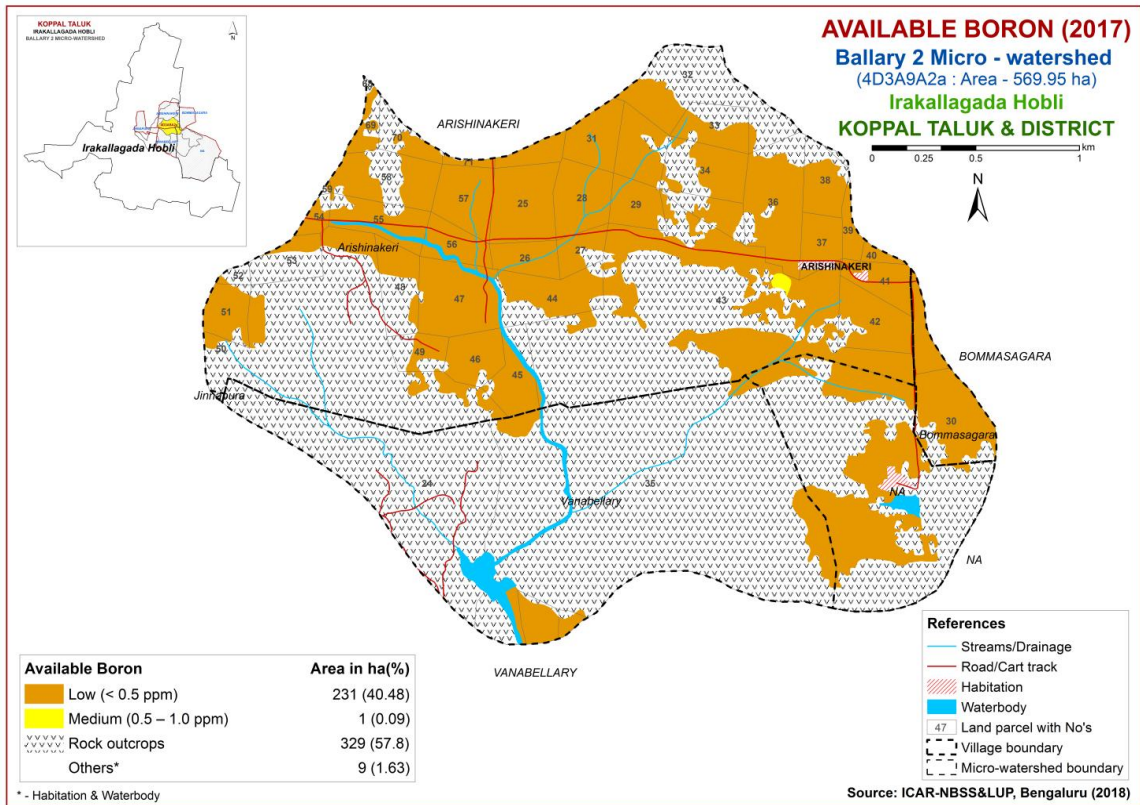 KOPPAL TALUK
IRAKALLAGADA HOBLI
BALLARY 2 MICRO-WATERSHED
N
Irakallagada Hobli
AVAILABLE BORON (2017)
Ballary 2 Micro - watershed
(4D3A9A2a : Area - 569.95 ha)
Irakallagada Hobli
KOPPAL TALUK & DISTRICT
km
0 0.25 0.5 1
N
ARISHINAKERI
32
33
69
70
31
71
34
58
38
59
57
25
28
29
36
54
55
39
Arishinakeri
56
26
27
37
40
ARISHINAKERI
53
52
41
48
47
44
43
51
42
50
49
46
45
BOMMASAGARA
Jinnapura
30
Bommasagara
24
35
Vanabellary
NA
NA
VANABELLARY
Available Boron Area in ha(%)
Low (< 0.5 ppm) 231 (40.48)
Medium (0.5 – 1.0 ppm) 1 (0.09)
Rock outcrops 329 (57.8)
Others* 9 (1.63)
* - Habitation & Waterbody
References
Streams/Drainage
Road/Cart track
Habitation
Waterbody
47 Land parcel with No's
Village boundary
Micro-watershed boundary
Source: ICAR-NBSS&LUP, Bengaluru (2018)